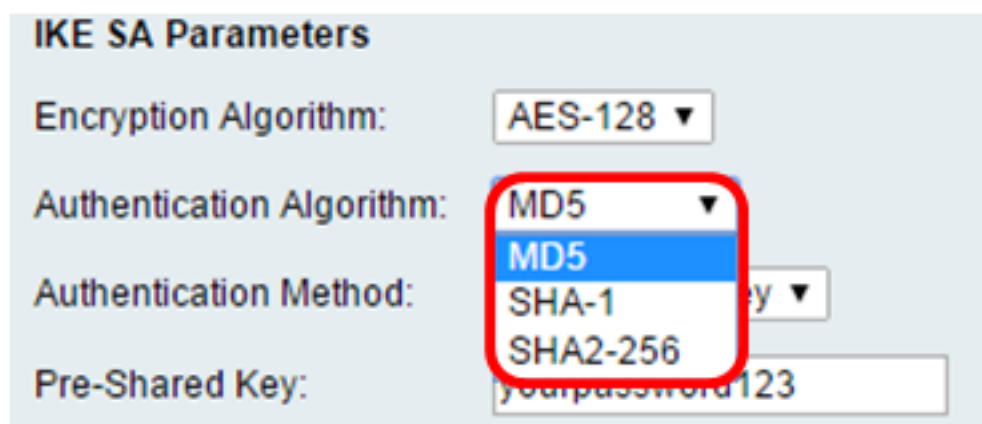 IKE SA Parameters
Encryption Algorithm: AES-128
Authentication Algorithm: MD5
MD5
Authentication Method:
SHA-1
SHA2-256
Pre-Shared Key: yourpassword123